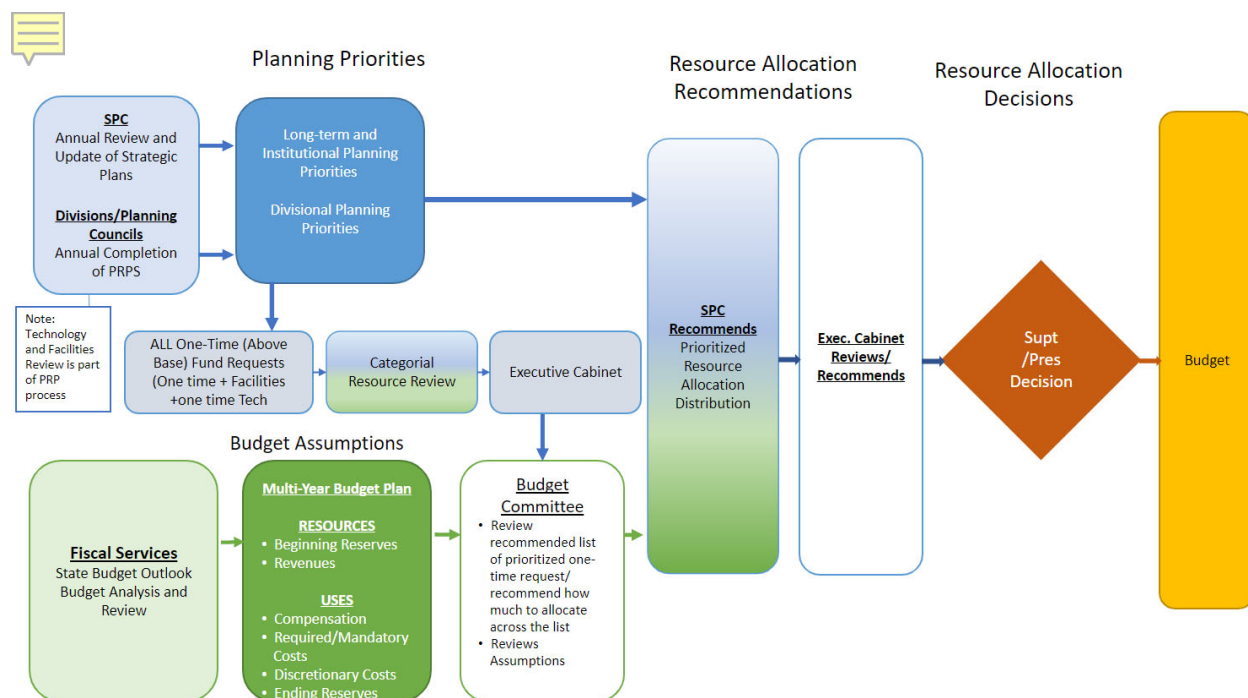 Planning Priorities
Resource Allocation
Recommendations
Resource Allocation
Decisions
SPC
Annual Review and
Update of Strategic
Plans
Divisions/Planning
Councils
Annual Completion
of PRPS
Long-term and
Institutional Planning
Priorities
Divisional Planning
Priorities
Note:
Technology
and Facilities
Review is part
of PRP
process
ALL One-Time (Above
Base) Fund Requests
(One time + Facilities
+one time Tech
Categorial
Resource Review
Executive Cabinet
SPC
Recommends
Prioritized
Resource
Allocation
Distribution
Exec. Cabinet
Reviews/
Recommends
Supt
/Pres
Decision
Budget
Budget Assumptions
Fiscal Services
State Budget Outlook
Budget Analysis and
Review
Multi-Year Budget Plan
RESOURCES
• Beginning Reserves
• Revenues
USES
• Compensation
• Required/Mandatory
Costs
• Discretionary Costs
• Ending Reserves
Budget
Committee
• Review
recommended list
of prioritized one-
time request/
recommend how
much to allocate
across the list
• Reviews
Assumptions